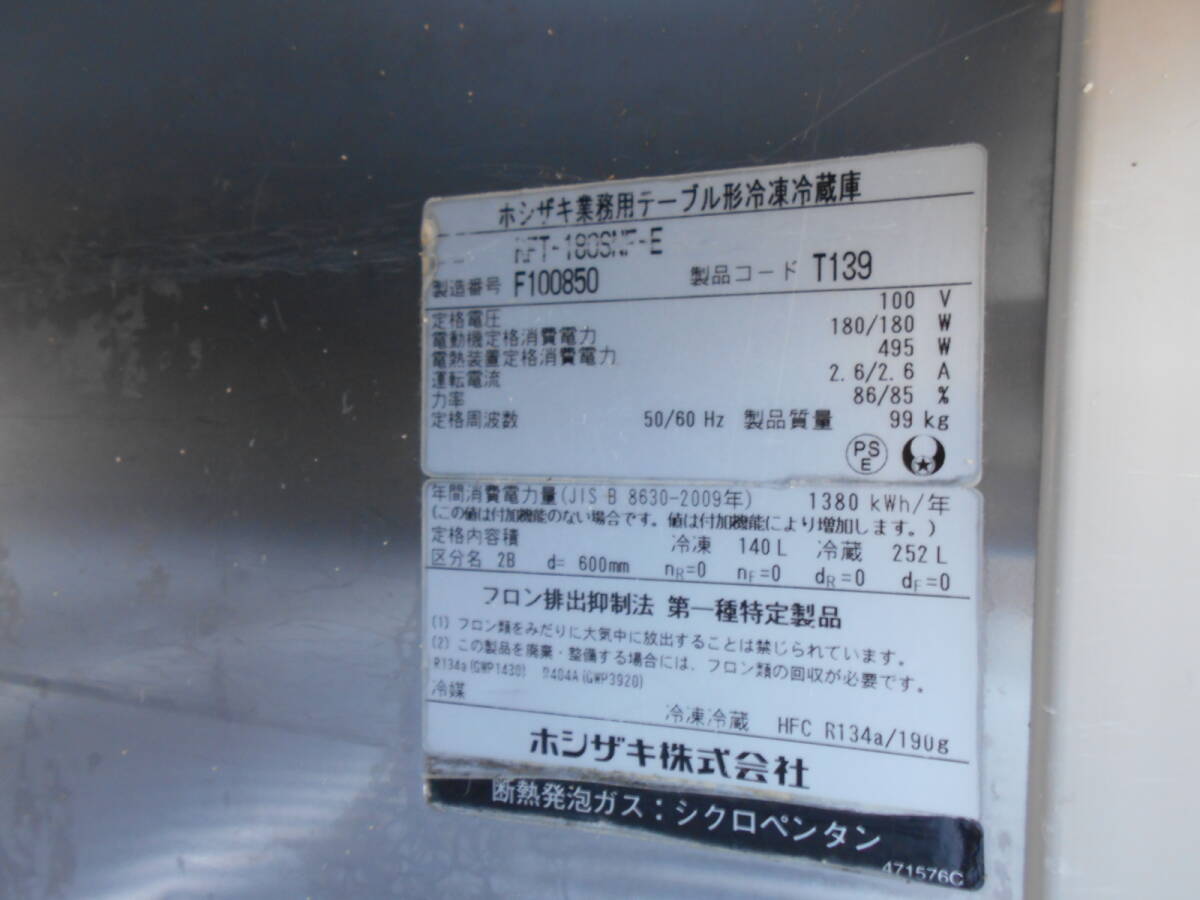 ホシザキ業務用テーブル形冷凍冷蔵庫
製造番号 F100850 製品コード T139
定格電圧 100 V
電動機定格消費電力 180/180 W
電熱装置定格消費電力 495 W
運転電流 2.6/2.6 A
力率 86/85 %
定格周波数 50/60 Hz 製品質量 99 kg
PS
E
年間消費電力量(JIS B 8630-2009年) 1380 kWh/年
(この値は付加機能のない場合です。値は付加機能により増加します。)
定格内容積 冷凍 140 L 冷蔵 252 L
区分名 2B d= 600mm nR=0 nF=0 dR=0 dF=0
フロン排出抑制法 第一種特定製品
(1) フロン類をみだりに大気中に放出することは禁じられています。
(2) この製品を廃棄・整備する場合には、フロン類の回収が必要です。
R134a(GWP1430) R404A(GWP3920)
冷媒 冷凍冷蔵 HFC R134a/190g
ホシザキ株式会社
断熱発泡ガス:シクロペンタン
471576C